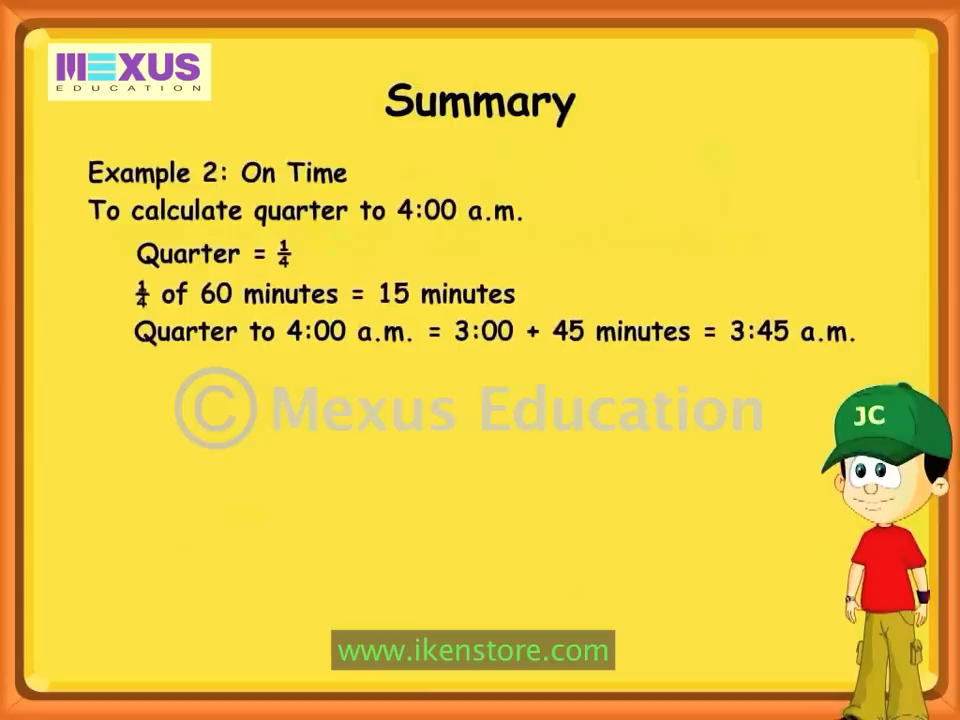 MEXUS
EDUCATION
Summary
Example 2: On Time
To calculate quarter to 4:00 a.m.
Quarter = ¼
¼ of 60 minutes = 15 minutes
Quarter to 4:00 a.m. = 3:00 + 45 minutes = 3:45 a.m.
© Mexus Education
JC
www.ikenstore.com